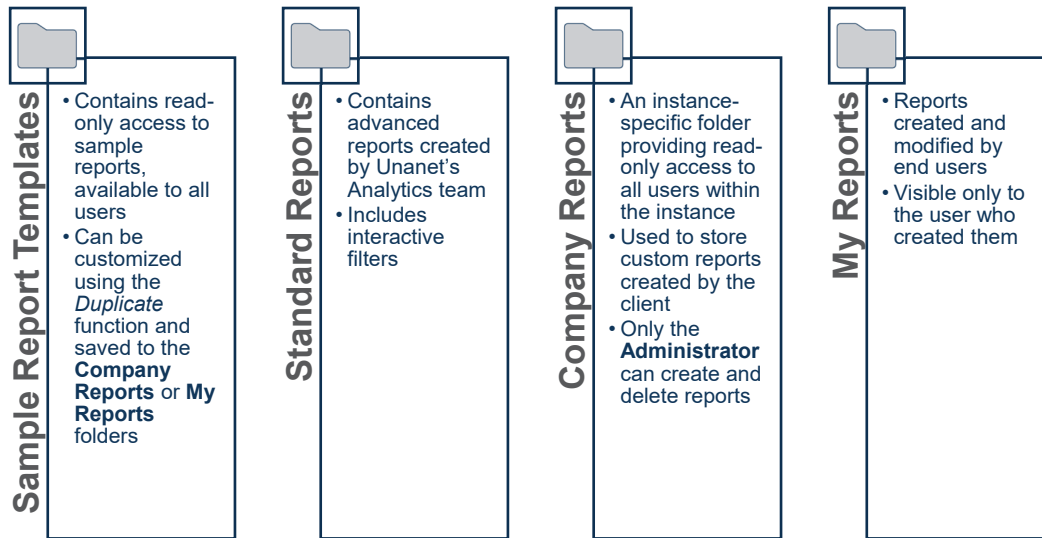 Sample Report Templates
• Contains read-
only access to
sample
reports,
available to all
users
• Can be
customized
using the
Duplicate
function and
saved to the
Company
Reports or My
Reports
folders
Standard Reports
• Contains
advanced
reports created
by Unanet’s
Analytics team
• Includes
interactive
filters
Company Reports
• An instance-
specific folder
providing read-
only access to
all users within
the instance
• Used to store
custom reports
created by the
client
• Only the
Administrator
can create and
delete reports
My Reports
• Reports
created and
modified by
end users
• Visible only to
the user who
created them